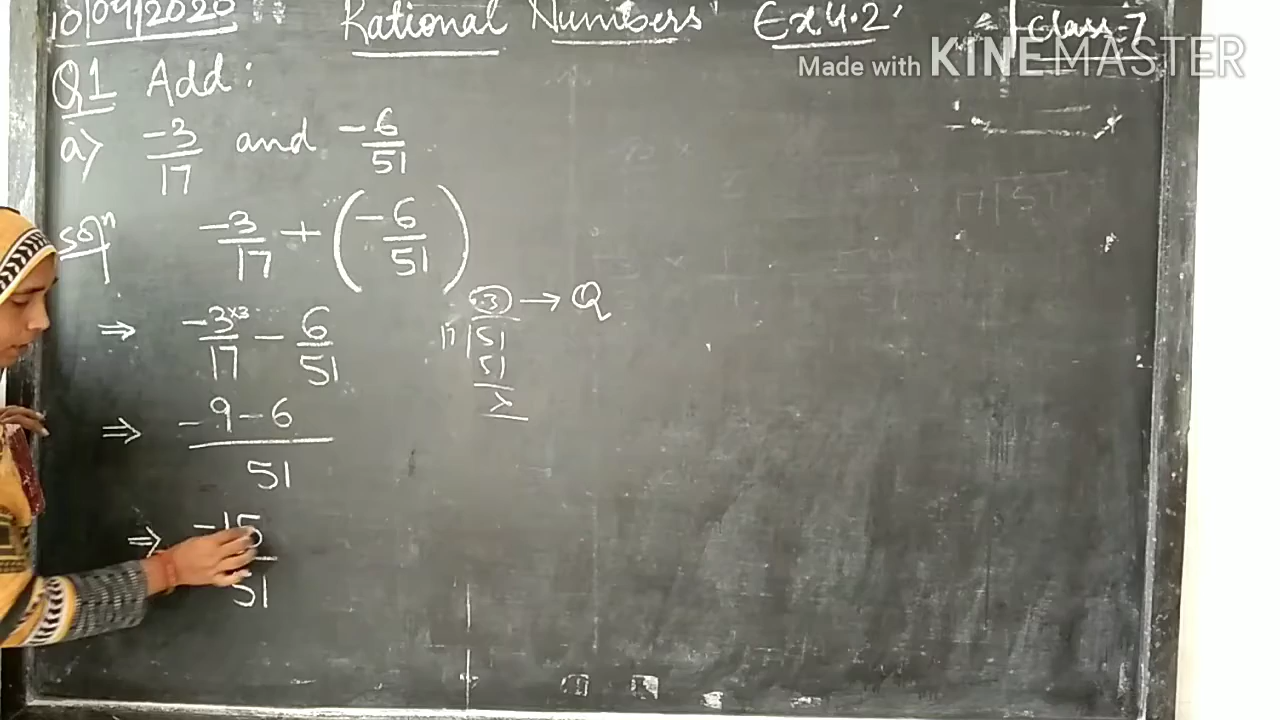 10/09/2020 Rational Numbers Ex 4.2 Class-7
Made with KINEMASTER
Q1 Add:
a) -3/17 and -6/51
Solⁿ -3/17 + (-6/51)
⇒ -3×3/17 - 6/51
3 → Q
17 51
51
×
⇒ -9-6/51
⇒ -15/51